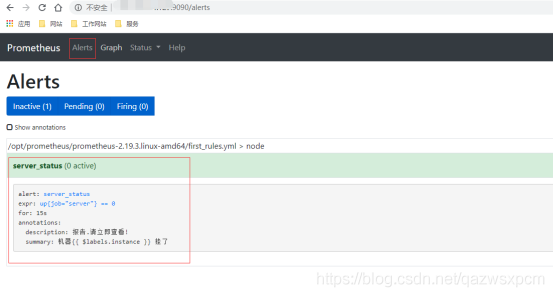 不安全
:9090/alerts
应用 网站 工作网站 服务
Prometheus Alerts Graph Status Help
Alerts
Inactive (1) Pending (0) Firing (0)
Show annotations
/opt/prometheus/prometheus-2.19.3.linux-amd64/first_rules.yml > node
server_status (0 active)
alert: server_status
expr: up{job="server"} == 0
for: 15s
annotations:
description: 报告.请立即查看!
summary: 机器{{ $labels.instance }} 挂了
https://blog.csdn.net/qazwsxpcm